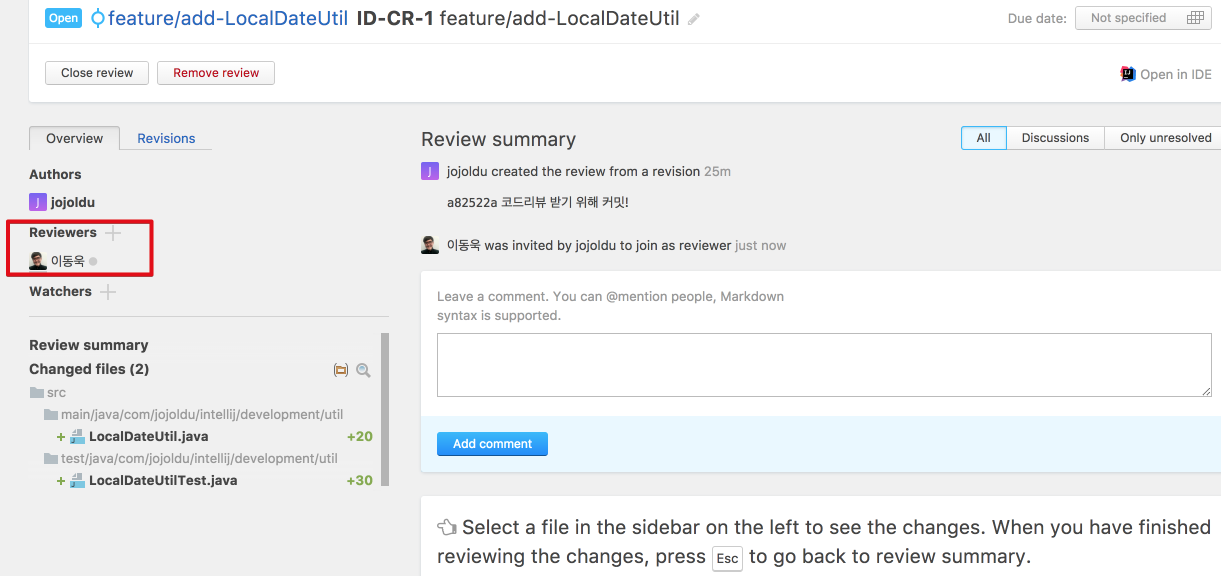 Open feature/add-LocalDateUtil ID-CR-1 feature/add-LocalDateUtil Due date: Not specified
Close review Remove review Open in IDE
Overview Revisions
Authors
J jojoldu
Reviewers
이동욱
Watchers
Review summary
Changed files (2)
src
main/java/com/jojoldu/intellij/development/util
+ LocalDateUtil.java +20
test/java/com/jojoldu/intellij/development/util
+ LocalDateUtilTest.java +30
Review summary All Discussions Only unresolved
J jojoldu created the review from a revision 25m
a82522a 코드리뷰 받기 위해 커밋!
이동욱 was invited by jojoldu to join as reviewer just now
Leave a comment. You can @mention people, Markdown
syntax is supported.
Add comment
Select a file in the sidebar on the left to see the changes. When you have finished
reviewing the changes, press Esc to go back to review summary.